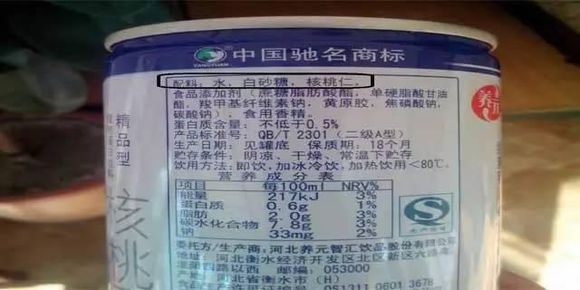 YANGYUAN
中国驰名商标
配料：水，白砂糖，核桃仁，
食品添加剂（蔗糖脂肪酸酯，单硬脂酸甘油
酯，羧甲基纤维素钠，黄原胶，焦磷酸钠，
碳酸钠），食用香精。
蛋白质含量：不低于0.5%
产品标准号：QB/T 2301（二级A型）
生产日期：见罐底 保质期：18个月
贮存条件：阴凉、干燥、常温下贮存
饮用方法：即饮，加冰冷饮、加热饮用<80℃。
营养成分表
项目 每100ml NRV%
能量 217kJ 3%
蛋白质 0.6g 1%
脂肪 2.0g 3%
碳水化合物 7.8g 3%
钠 33mg 2%
委托方/生产商：河北养元智汇饮品股份有限公司
河北衡水经济开发区北区新区六路南
邮编：053000
河北省衡水市（H）
精品型
核桃
养